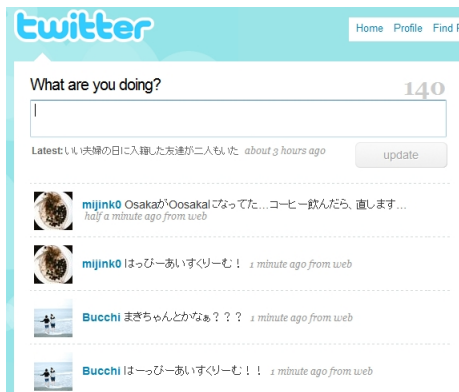 twitter
Home Profile Find
What are you doing?
140
Latest: いい夫婦の日に入籍した友達が二人もいた about 3 hours ago
update
mijink0 OsakaがOosakaになってた…コーヒー飲んだら、直します…
half a minute ago from web
mijink0 はっぴーあいすくりーむ! 1 minute ago from web
Bucchi まきちゃんとかなぁ??? 1 minute ago from web
Bucchi はーっぴーあいすくりーむ!! 1 minute ago from web